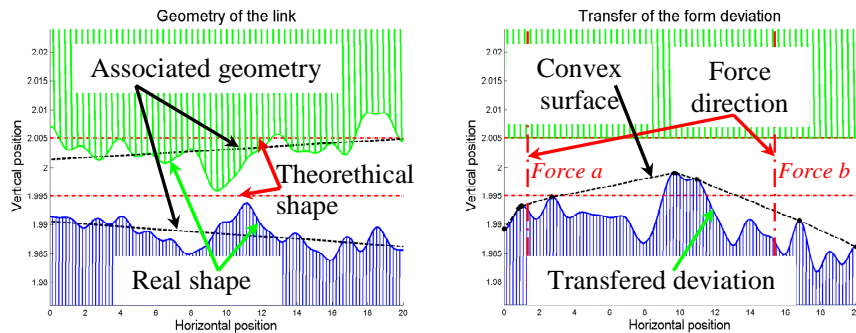 Geometry of the link
2.02
2.015
2.01
2.005
2
1.995
1.99
1.985
1.98
Vertical position
Associated geometry
Theorethical
shape
Real shape
0 2 4 6 8 10 12 14 16 18 20
Horizontal position
Transfer of the form deviation
2.02
2.015
2.01
2.005
2
1.995
1.99
1.985
1.98
Vertical position
Convex
surface
Force
direction
Force a
Force b
Transfered deviation
0 2 4 6 8 10 12 14 16 18 20
Horizontal position